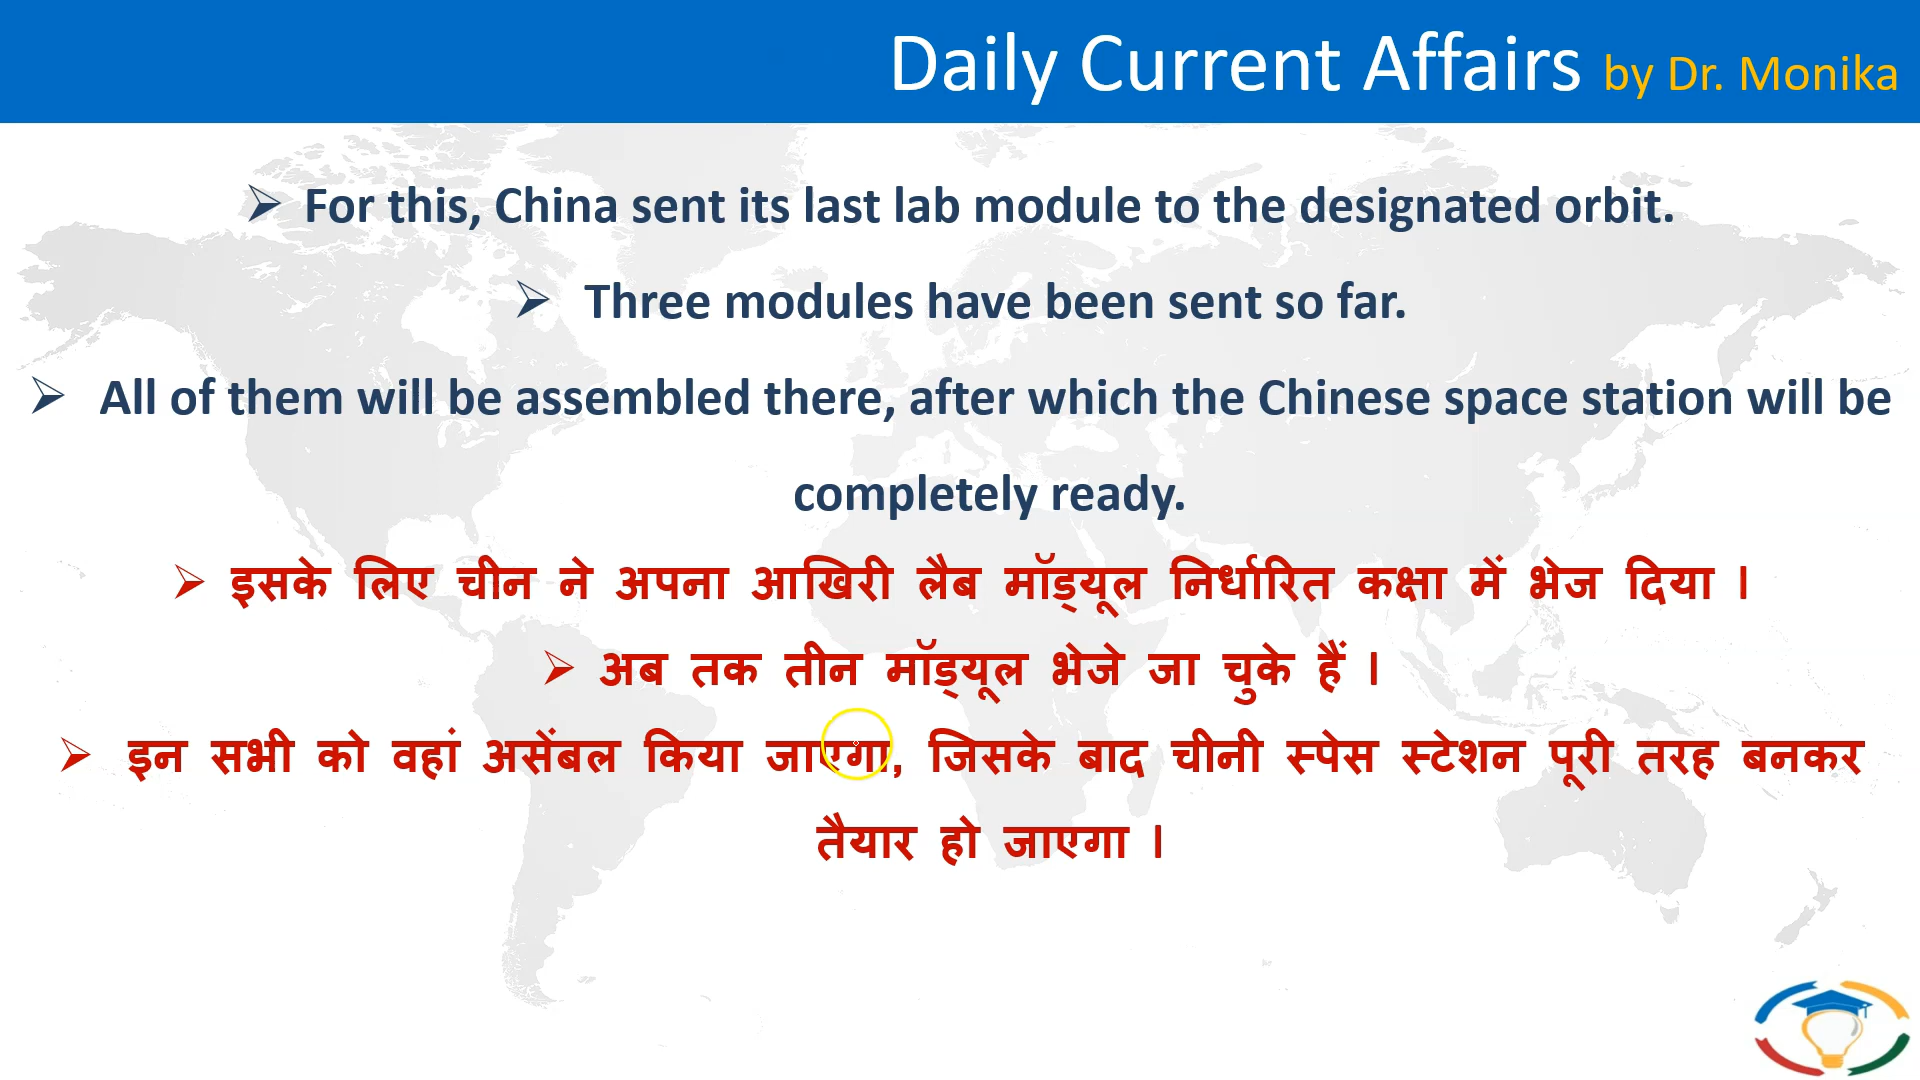 Daily Current Affairs by Dr. Monika
➢ For this, China sent its last lab module to the designated orbit.
➢ Three modules have been sent so far.
➢ All of them will be assembled there, after which the Chinese space station will be
completely ready.
➢ इसके लिए चीन ने अपना आखिरी लैब मॉड्यूल निर्धारित कक्षा में भेज दिया ।
➢ अब तक तीन मॉड्यूल भेजे जा चुके हैं ।
➢ इन सभी को वहां असेंबल किया जाएगा, जिसके बाद चीनी स्पेस स्टेशन पूरी तरह बनकर
तैयार हो जाएगा ।